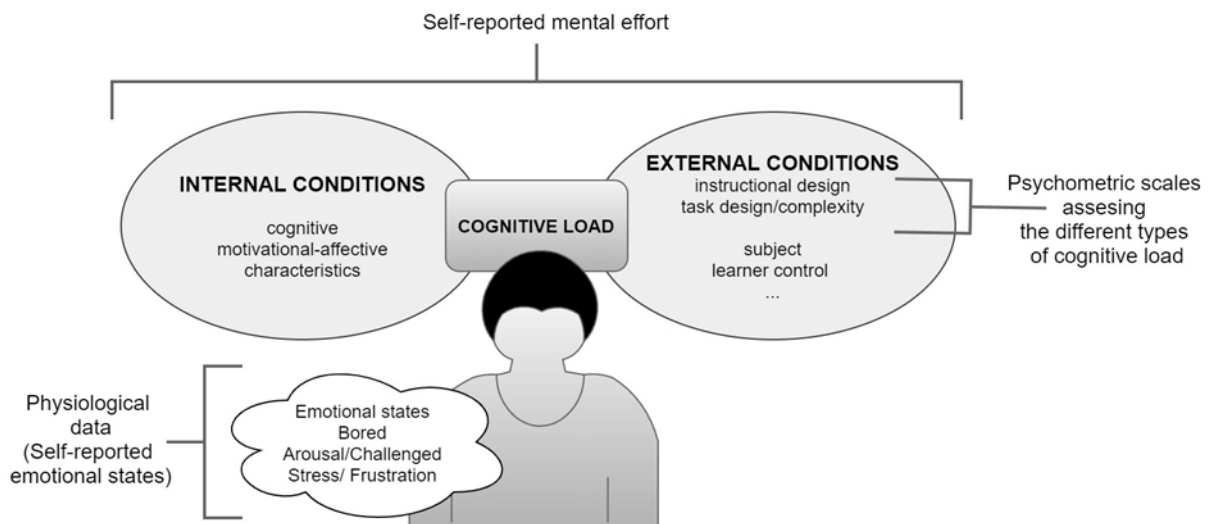 Self-reported mental effort
INTERNAL CONDITIONS
cognitive
motivational-affective
characteristics
COGNITIVE LOAD
EXTERNAL CONDITIONS
instructional design
task design/complexity
subject
learner control
...
Psychometric scales
assesing
the different types
of cognitive load
Physiological
data
(Self-reported
emotional states)
Emotional states
Bored
Arousal/Challenged
Stress/ Frustration